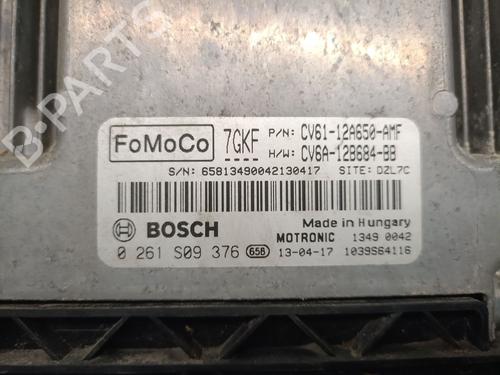 FoMoCo 7GKF P/N: CV61-12A650-AMF
H/W: CV6A-12B684-BB
S/N: 65813490042130417 SITE: DZL7C
BOSCH Made in Hungary
MOTRONIC 1349 0042
0 261 S09 376 65B 13-04-17 1039S64116
B-Parts